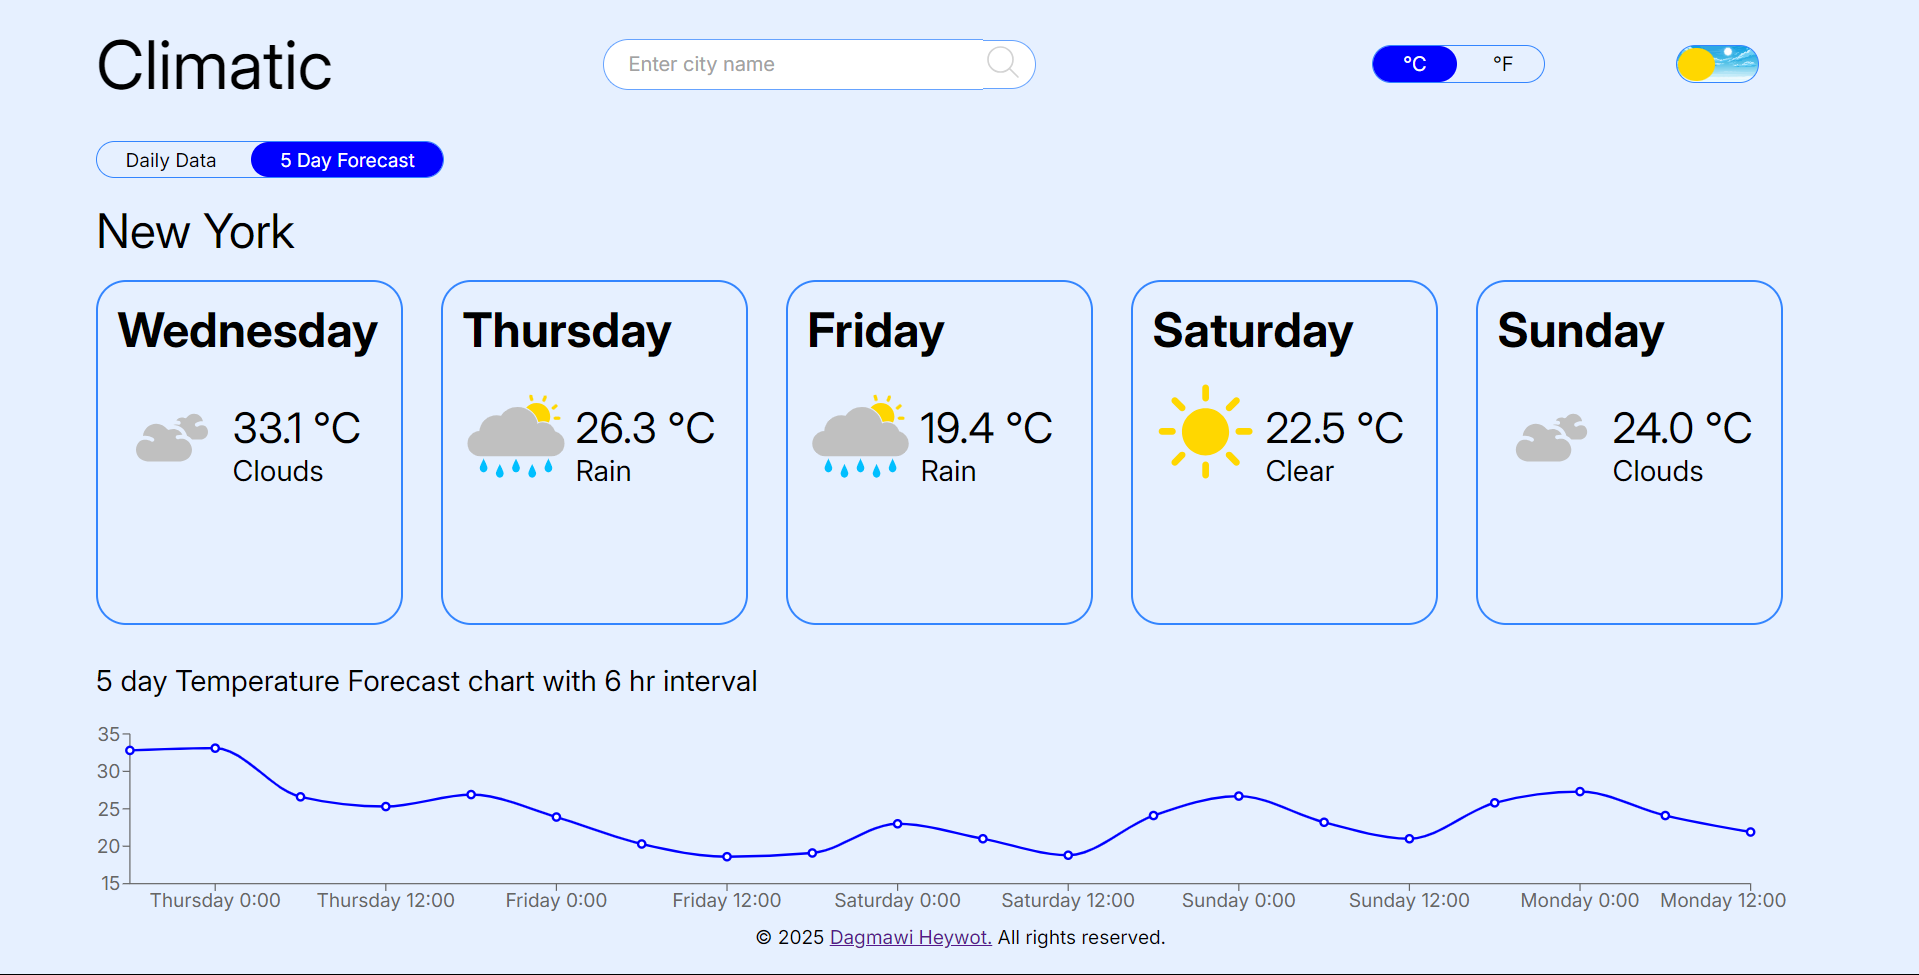 Climatic
Enter city name
°C °F
Daily Data 5 Day Forecast
New York
Wednesday
33.1 °C
Clouds
Thursday
26.3 °C
Rain
Friday
19.4 °C
Rain
Saturday
22.5 °C
Clear
Sunday
24.0 °C
Clouds
5 day Temperature Forecast chart with 6 hr interval
35
30
25
20
15
Thursday 0:00 Thursday 12:00 Friday 0:00 Friday 12:00 Saturday 0:00 Saturday 12:00 Sunday 0:00 Sunday 12:00 Monday 0:00 Monday 12:00
© 2025 Dagmawi Heywot. All rights reserved.